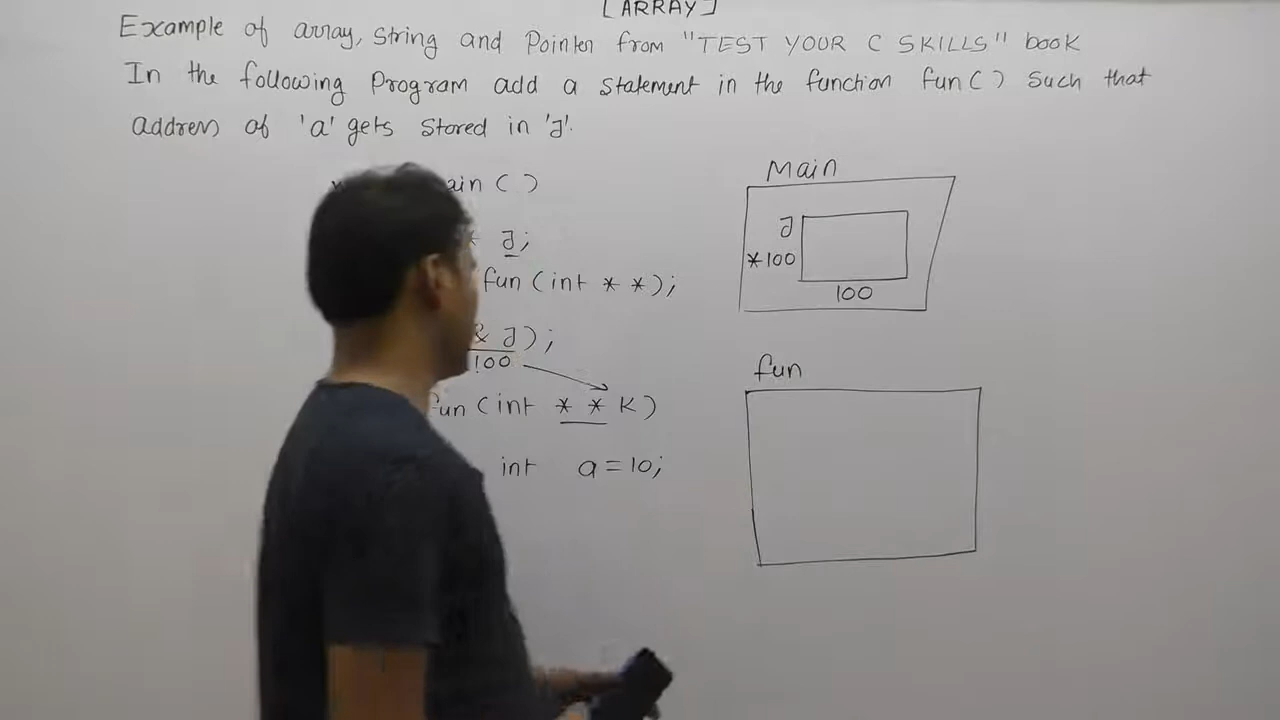 [ARRAY]
Example of array, String and Pointer from "TEST YOUR C SKILLS" book
In the following Program add a statement in the function fun( ) Such that
address of 'a' gets Stored in 'J'.
ain ( )
* J;
fun (int * *);
& J);
100
fun (int * * K)
int a = 10;
Main
J
*100
100
fun